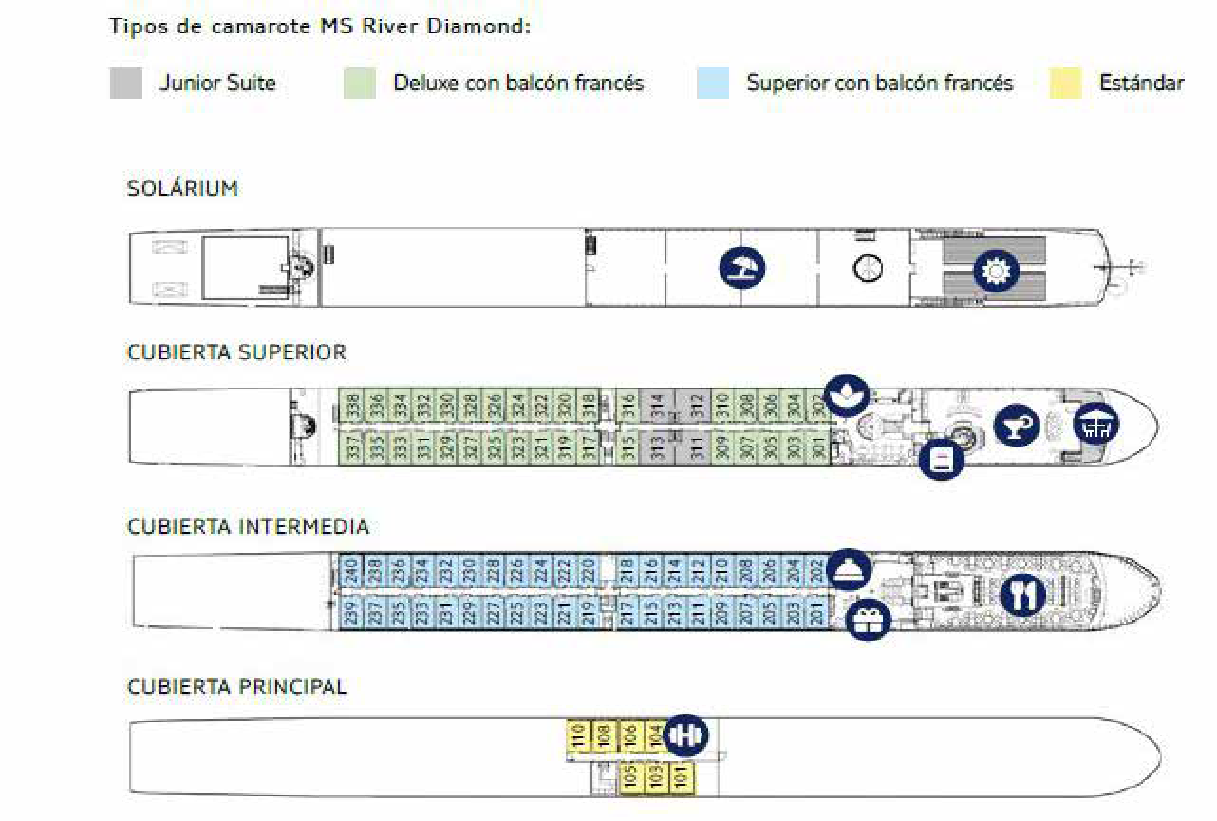 Tipos de camarote MS River Diamond:
Junior Suite Deluxe con balcón francés Superior con balcón francés Estándar
SOLÁRIUM
CUBIERTA SUPERIOR
338 336 334 332 330 328 326 324 322 320 318 316 314 312 310 308 306 304 302
337 335 333 331 329 327 325 323 321 319 317 315 313 311 309 307 305 303 301
CUBIERTA INTERMEDIA
240 238 236 234 232 230 228 226 224 222 220 218 216 214 212 210 208 206 204 202
239 237 235 233 231 229 227 225 223 221 219 217 215 213 211 209 207 205 203 201
CUBIERTA PRINCIPAL
110 108 106 104
105 103 101